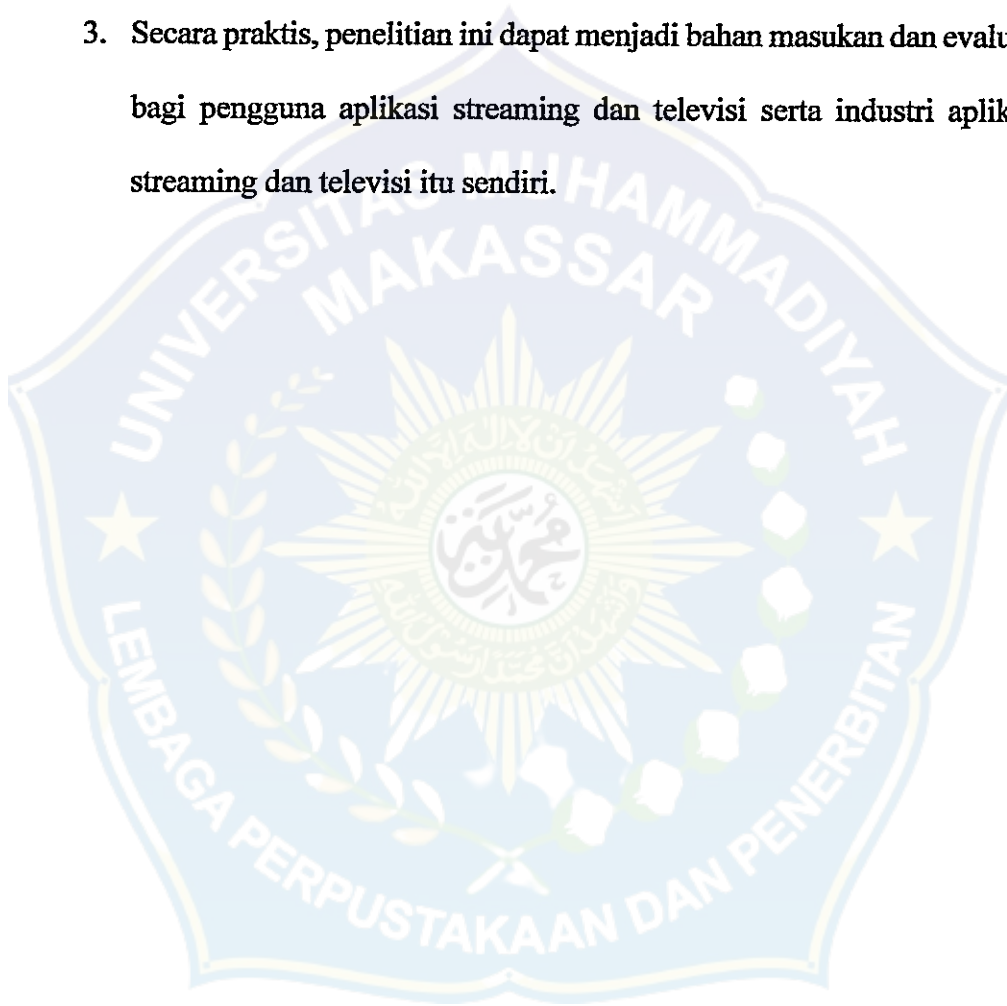 3. Secara praktis, penelitian ini dapat menjadi bahan masukan dan evalu
bagi pengguna aplikasi streaming dan televisi serta industri aplik
streaming dan televisi itu sendiri.
UNIVERSITAS MUHAMMADIYAH
MAKASSAR
محمدية
LEMBAGA PERPUSTAKAAN DAN PENERBITAN